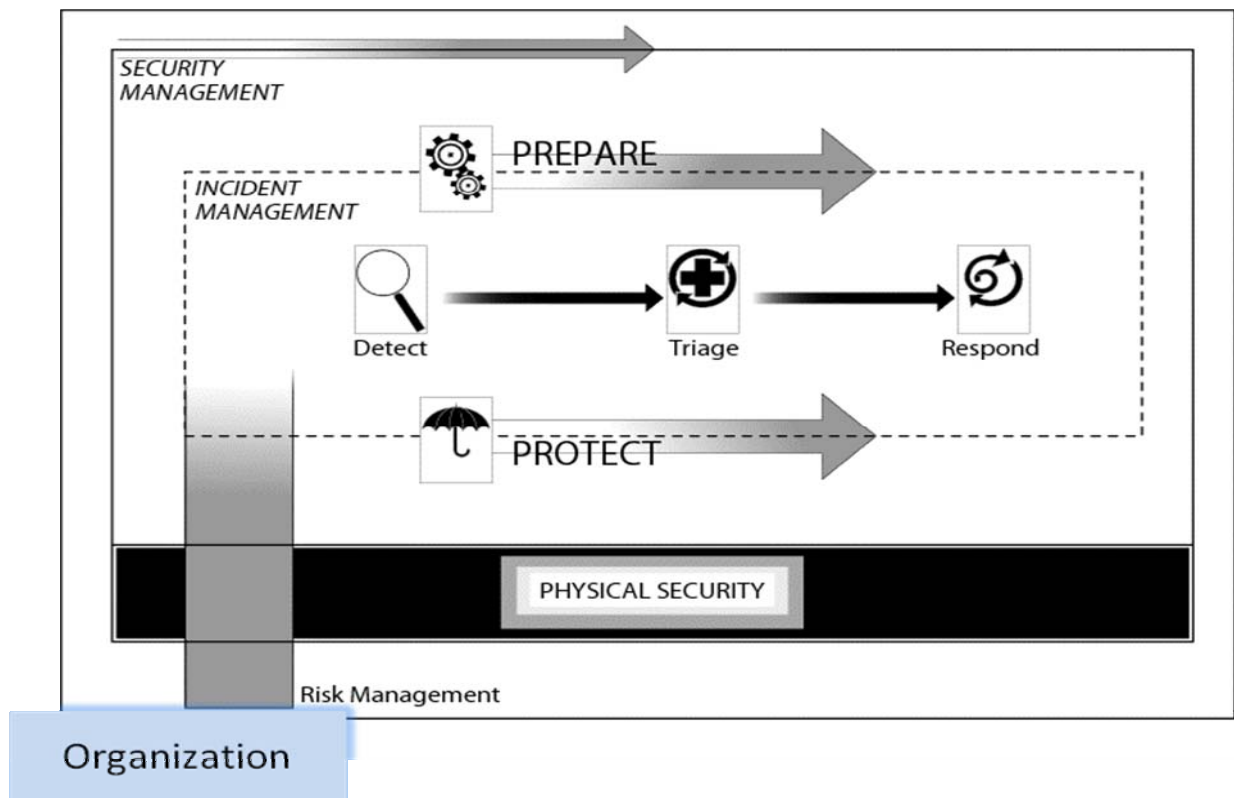 SECURITY
MANAGEMENT
PREPARE
INCIDENT
MANAGEMENT
Detect
Triage
Respond
PROTECT
PHYSICAL SECURITY
Risk Management
Organization